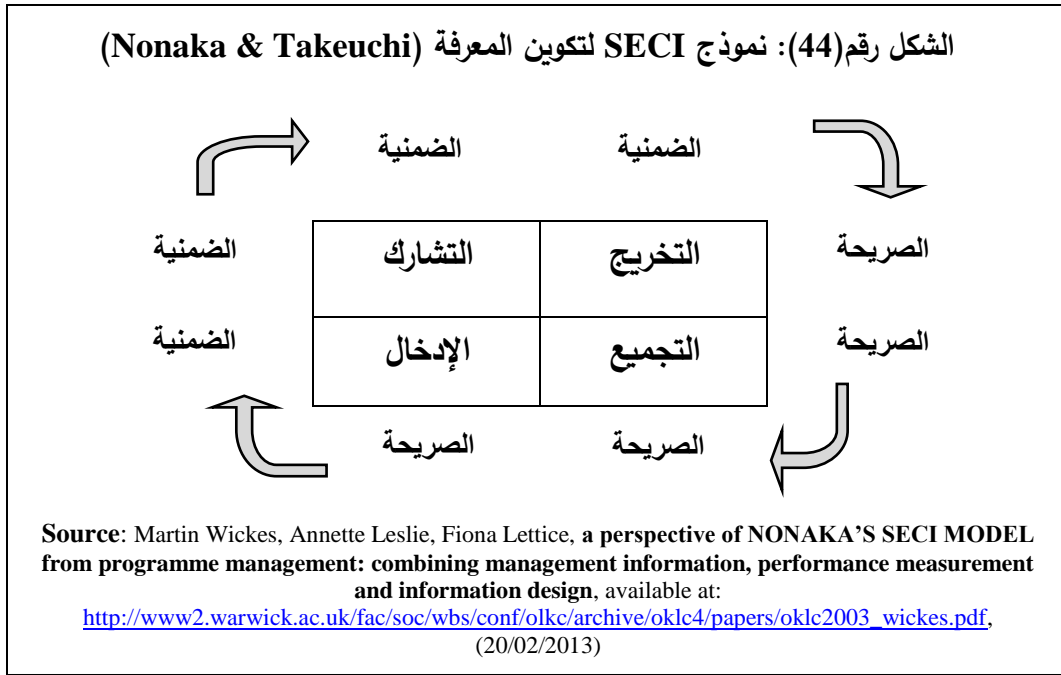 الشكل رقم(44): نموذج SECI لتكوين المعرفة (Nonaka & Takeuchi)
الضمنية الضمنية
الصريحة التخريج التشارك الضمنية
الصريحة التجميع الإدخال الضمنية
الصريحة الصريحة
Source: Martin Wickes, Annette Leslie, Fiona Lettice, a perspective of NONAKA'S SECI MODEL
from programme management: combining management information, performance measurement
and information design, available at:
http://www2.warwick.ac.uk/fac/soc/wbs/conf/olkc/archive/oklc4/papers/oklc2003_wickes.pdf,
(20/02/2013)